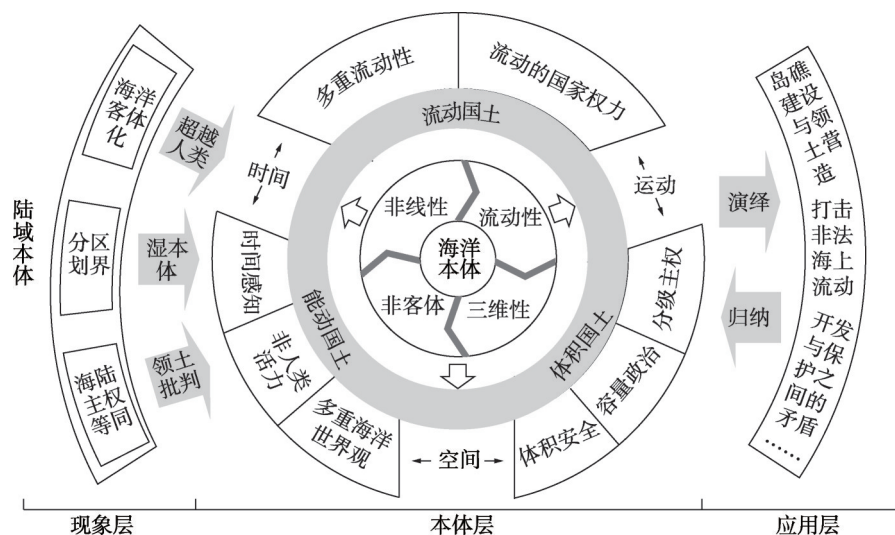 陆域本体
海洋
客体
化
分区
划界
海陆
主权
等同
超越
人类
湿本
体
领土
批判
多重流动性
流动的国家权力
流动国土
时间
运动
非线性
流动性
海洋
本体
非客体
三维性
时间感知
能动国土
非人类
活力
多重海洋
世界观
空间
体积国土
分级主权
容量政治
体积安全
演绎
归纳
岛礁
建设
与领
土营
造
打击
非法
海上
流动
开发
与保
护之
间的
矛盾
……
现象层
本体层
应用层